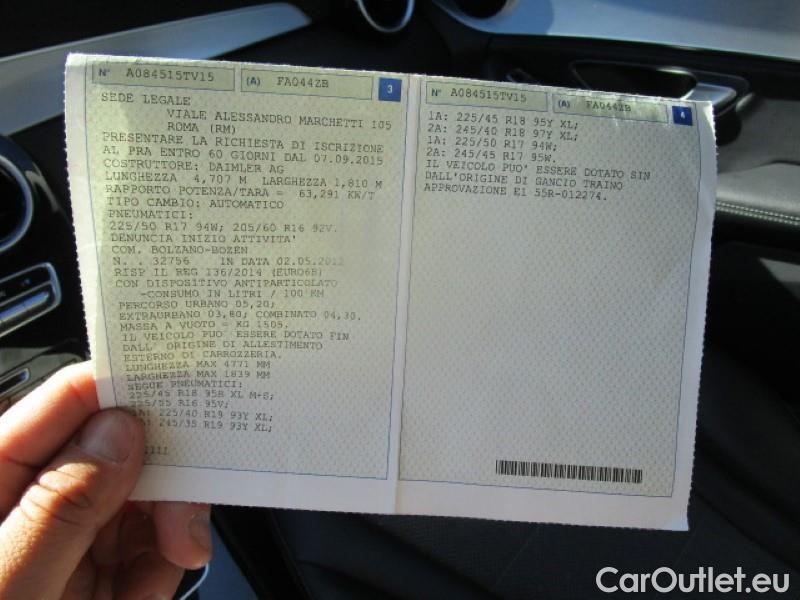 N° A084515TV15 (A) FA044ZB 3
SEDE LEGALE
VIALE ALESSANDRO MARCHETTI 105
ROMA (RM)
PRESENTARE LA RICHIESTA DI ISCRIZIONE
AL PRA ENTRO 60 GIORNI DAL 07.09.2015
COSTRUTTORE: DAIMLER AG
LUNGHEZZA 4,707 M LARGHEZZA 1,810 M
RAPPORTO POTENZA/TARA = 63,291 KW/T
TIPO CAMBIO: AUTOMATICO
PNEUMATICI:
225/50 R17 94W; 205/60 R16 92V.
DENUNCIA INIZIO ATTIVITA'
COM. BOLZANO-BOZEN
N. . 32756 IN DATA 02.05.2012
RISP IL REG 136/2014 (EURO6B)
CON DISPOSITIVO ANTIPARTICOLATO
-CONSUMO IN LITRI / 100 KM
PERCORSO URBANO 05,20;
EXTRAURBANO 03,80; COMBINATO 04,30.
MASSA A VUOTO = KG 1505.
IL VEICOLO PUO' ESSERE DOTATO FIN
DALL' ORIGINE DI ALLESTIMENTO
ESTERNO DI CARROZZERIA.
LUNGHEZZA MAX 4771 MM
LARGHEZZA MAX 1839 MM
SEGUE PNEUMATICI:
225/45 R18 95H XL M+S;
225/55 R16 95V;
1A: 225/40 R19 93Y XL;
2A: 245/35 R19 93Y XL;
N° A084515TV15 (A) FA044ZB 4
1A: 225/45 R18 95Y XL;
2A: 245/40 R18 97Y XL;
1A: 225/50 R17 94W;
2A: 245/45 R17 95W.
IL VEICOLO PUO' ESSERE DOTATO SIN
DALL'ORIGINE DI GANCIO TRAINO
APPROVAZIONE E1 55R-012274.
CarOutlet.eu